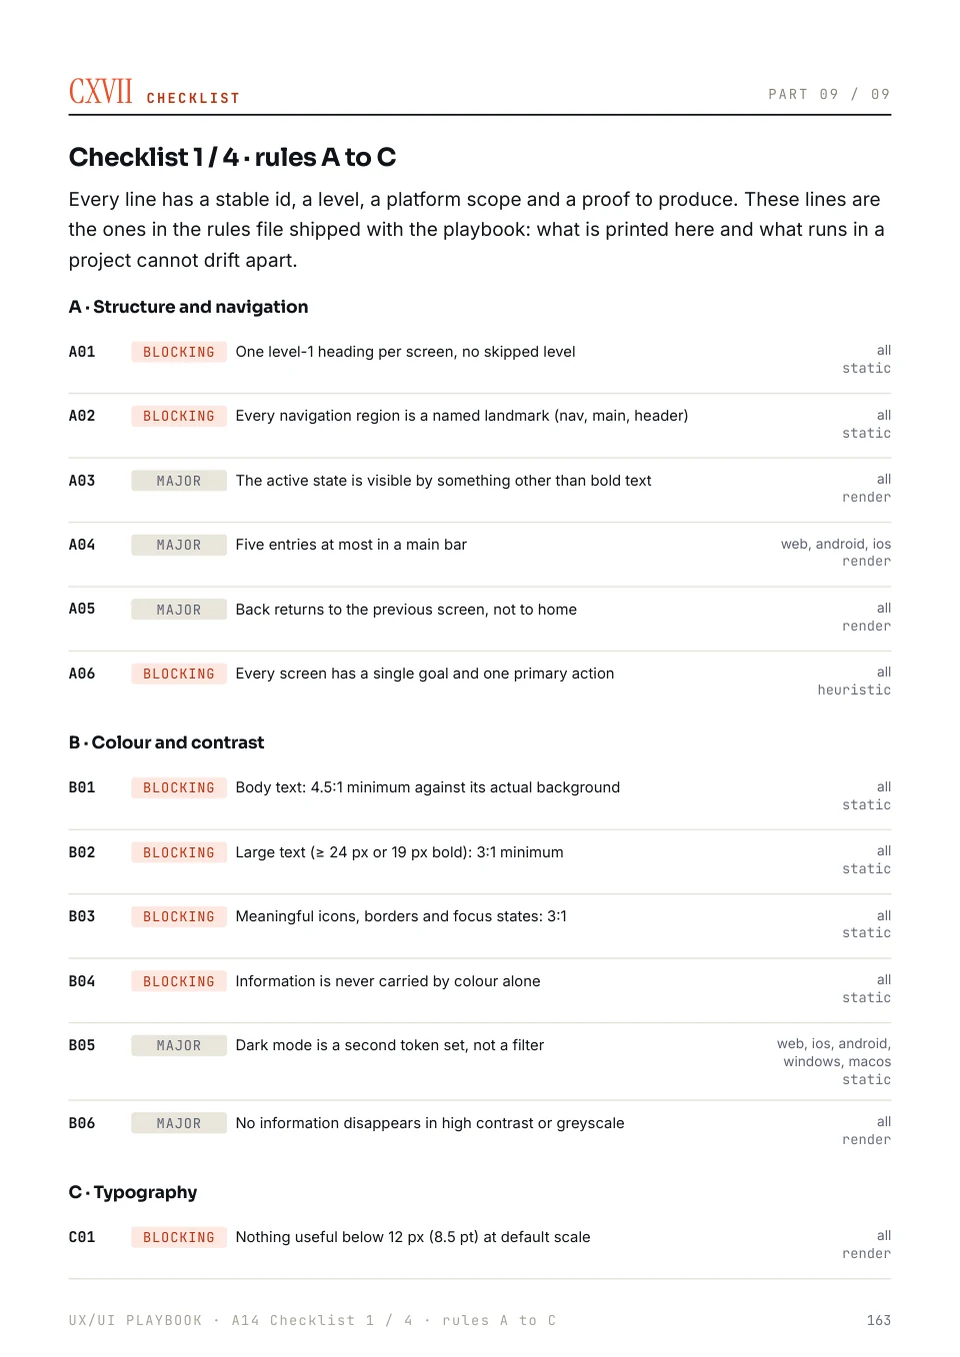 CXVII CHECKLIST PART 09 / 09
Checklist 1 / 4 · rules A to C
Every line has a stable id, a level, a platform scope and a proof to produce. These lines are
the ones in the rules file shipped with the playbook: what is printed here and what runs in a
project cannot drift apart.
A · Structure and navigation
A01 BLOCKING One level-1 heading per screen, no skipped level all
static
A02 BLOCKING Every navigation region is a named landmark (nav, main, header) all
static
A03 MAJOR The active state is visible by something other than bold text all
render
A04 MAJOR Five entries at most in a main bar web, android, ios
render
A05 MAJOR Back returns to the previous screen, not to home all
render
A06 BLOCKING Every screen has a single goal and one primary action all
heuristic
B · Colour and contrast
B01 BLOCKING Body text: 4.5:1 minimum against its actual background all
static
B02 BLOCKING Large text (≥ 24 px or 19 px bold): 3:1 minimum all
static
B03 BLOCKING Meaningful icons, borders and focus states: 3:1 all
static
B04 BLOCKING Information is never carried by colour alone all
static
B05 MAJOR Dark mode is a second token set, not a filter web, ios, android,
windows, macos
static
B06 MAJOR No information disappears in high contrast or greyscale all
render
C · Typography
C01 BLOCKING Nothing useful below 12 px (8.5 pt) at default scale all
render
UX/UI PLAYBOOK · A14 Checklist 1 / 4 · rules A to C 163